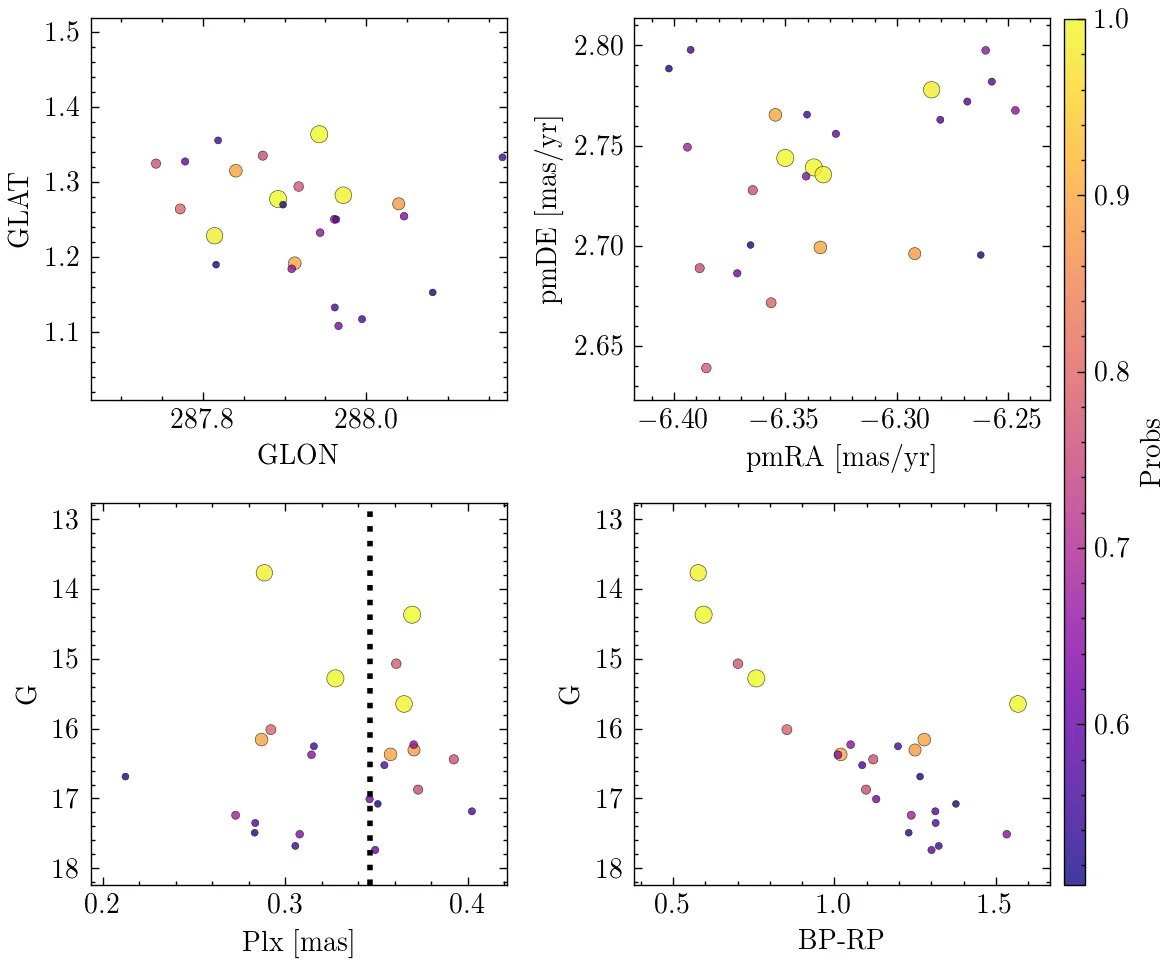 1.5
1.4
1.3
1.2
1.1
GLAT
287.8 288.0
GLON
2.80
2.75
2.70
2.65
pmDE [mas/yr]
−6.40 −6.35 −6.30 −6.25
pmRA [mas/yr]
1.0
0.9
0.8
0.7
0.6
Probs
13
14
15
16
17
18
G
0.2 0.3 0.4
Plx [mas]
13
14
15
16
17
18
G
0.5 1.0 1.5
BP-RP